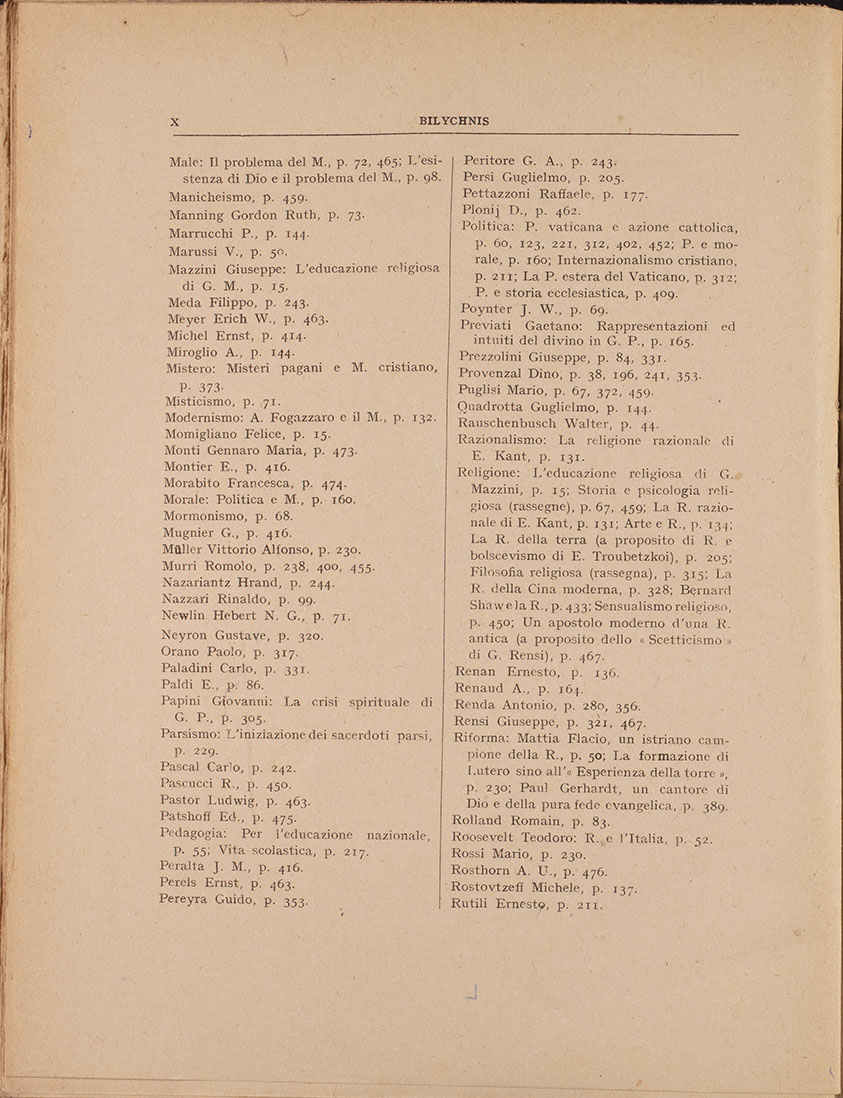 X
BILYCHNIS
Male: Il problema del M., p. 72, 465; L'esi-
stenza di Dio e il problema del M., p. 98.
Manicheismo, p. 459.
Manning Gordon Ruth, p. 73.
Marrucchi P., p. 144.
Marussi V., p. 50.
Mazzini Giuseppe: L'educazione religiosa
di G. M., p. 15.
Meda Filippo, p. 243.
Meyer Erich W., p. 463.
Michel Ernst, p. 414.
Miroglio A., p. 144.
Mistero: Misteri pagani e M. cristiano,
p. 373.
Misticismo, p. 71.
Modernismo: A. Fogazzaro e il M., p. 132.
Momigliano Felice, p. 15.
Monti Gennaro Maria, p. 473.
Montier E., p. 416.
Morabito Francesca, p. 474.
Morale: Politica e M., p. 160.
Mormonismo, p. 68.
Mugnier G., p. 416.
Müller Vittorio Alfonso, p. 230.
Murri Romolo, p. 238, 400, 455.
Nazariantz Hrand, p. 244.
Nazzari Rinaldo, p. 99.
Newlin Hebert N. G., p. 71.
Neyron Gustave, p. 320.
Orano Paolo, p. 317.
Paladini Carlo, p. 331.
Paldi E., p. 86.
Papini Giovanni: La crisi spirituale di
G. P., p. 305.
Parsismo: L'iniziazione dei sacerdoti parsi,
p. 229.
Pascal Carlo, p. 242.
Pascucci R., p. 450.
Pastor Ludwig, p. 463.
Patshoff Ed., p. 475.
Pedagogia: Per l'educazione nazionale,
p. 55; Vita scolastica, p. 217.
Peralta J. M., p. 416.
Perels Ernst, p. 463.
Pereyra Guido, p. 353.
Peritore G. A., p. 243.
Persi Guglielmo, p. 205.
Pettazzoni Raffaele, p. 177.
Plonij D., p. 462.
Politica: P. vaticana e azione cattolica,
p. 60, 123, 221, 312, 402, 452; P. e mo-
rale, p. 160; Internazionalismo cristiano,
p. 211; La P. estera del Vaticano, p. 312;
P. e storia ecclesiastica, p. 409.
Poynter J. W., p. 69.
Previati Gaetano: Rappresentazioni ed
intuiti del divino in G. P., p. 165.
Prezzolini Giuseppe, p. 84, 331.
Provenzal Dino, p. 38, 196, 241, 353.
Puglisi Mario, p. 67, 372, 459.
Quadrotta Guglielmo, p. 144.
Rauschenbusch Walter, p. 44.
Razionalismo: La religione razionale di
E. Kant, p. 131.
Religione: L'educazione religiosa di G.
Mazzini, p. 15; Storia e psicologia reli-
giosa (rassegne), p. 67, 459; La R. razio-
nale di E. Kant, p. 131; Arte e R., p. 134;
La R. della terra (a proposito di R. e
bolscevismo di E. Troubetzkoi), p. 205;
Filosofia religiosa (rassegna), p. 315; La
R. della Cina moderna, p. 328; Bernard
Shaw e la R., p. 433; Sensualismo religioso,
p. 450; Un apostolo moderno d'una R.
antica (a proposito dello « Scetticismo »
di G. Rensi), p. 467.
Renan Ernesto, p. 136.
Renaud A., p. 164.
Renda Antonio, p. 280, 356.
Rensi Giuseppe, p. 321, 467.
Riforma: Mattia Flacio, un istriano cam-
pione della R., p. 50; La formazione di
Lutero sino all'« Esperienza della torre »,
p. 230; Paul Gerhardt, un cantore di
Dio e della pura fede evangelica, p. 389.
Rolland Romain, p. 83.
Roosevelt Teodoro: R. e l'Italia, p. 52.
Rossi Mario, p. 230.
Rosthorn A. U., p. 476.
Rostovtzeff Michele, p. 137.
Rutili Ernesto, p. 211.